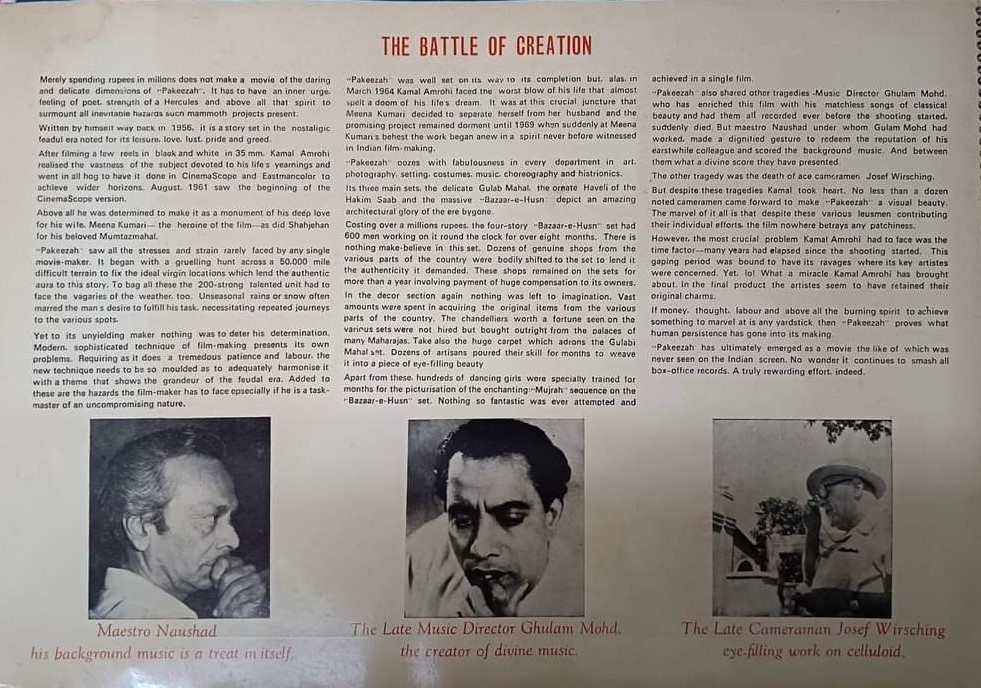 THE BATTLE OF CREATION
Merely spending rupees in milions does not make a movie of the daring
and delicate dimensions of "Pakeezah". It has to have an inner urge,
feeling of poet, strength of a Hercules and above all that spirit to
surmount all inevitable hazards such mammoth projects present.
Written by himself way back in 1956, it is a story set in the nostaligic
feadul era noted for its leisure, love, lust, pride and greed.
After filming a few reels in blaak and white in 35 mm. Kamal Amrohi
realised the vastness of the subject devoted to his life's yearnings and
went in all hog to have it done in CinemaScope and Eastmancolor to
achieve wider horizons. August, 1961 saw the beginning of the
CinemaScope version.
Above all he was determined to make it as a monument of his deep love
for his wife, Meena Kumari— the heroine of the film—as did Shahjehan
for his beloved Mumtazmahal.
"Pakeezah" saw all the stresses and strain rarely faced by any single
movie-maker. It began with a gruelling hunt across a 50,000 mile
difficult terrain to fix the ideal virgin locations which lend the authentic
aura to this story. To bag all these the 200-strong talented unit had to
face the vagaries of the weather, too. Unseasonal rains or snow often
marred the man's desire to fulfill his task, necessitating repeated journeys
to the various spots.
Yet to its unyielding maker nothing was to deter his determination.
Modern, sophisticated technique of film-making presents its own
problems. Requiring as it does a tremedous patience and labour, the
new technique needs to be so moulded as to adequately harmonise it
with a theme that shows the grandeur of the feudal era. Added to
these are the hazards the film-maker has to face epsecially if he is a task-
master of an uncompromising nature.
"Pakeezah" was well set on its way to its completion but, alas, in
March 1964 Kamal Amrohi faced the worst blow of his life that almost
spelt a doom of his life's dream. It was at this crucial juncture that
Meena Kumari decided to separate herself from her husband and the
promising project remained dorment until 1969 when suddenly at Meena
Kumari's behest the work began anew in a spirit never before witnessed
in Indian film-making.
"Pakeezah" oozes with fabulousness in every department in art,
photography, setting, costumes, music, choreography and histrionics.
Its three main sets, the delicate Gulab Mahal, the ornate Haveli of the
Hakim Saab and the massive "Bazaar-e-Husn" depict an amazing
architectural glory of the ere bygone.
Costing over a millions rupees, the four-story "Bazaar-e-Husn" set had
600 men working on it round the clock for over eight months. There is
nothing make-believe in this set. Dozens of genuine shops from the
various parts of the country were bodily shifted to the set to lend it
the authenticity it demanded. These shops remained on the sets for
more than a year involving payment of huge compensation to its owners.
In the decor section again nothing was left to imagination. Vast
amounts were spent in acquiring the original items from the various
parts of the country. The chandelliers worth a fortune seen on the
various sets were not hired but bought outright from the palaces of
many Maharajas. Take also the huge carpet which adrons the Gulabi
Mahal set. Dozens of artisans poured their skill for months to weave
it into a piece of eye-filling beauty
Apart from these, hundreds of dancing girls were specially trained for
months for the picturisation of the enchanting "Mujrah" sequence on the
"Bazaar-e-Husn" set. Nothing so fantastic was ever attempted and
achieved in a single film.
"Pakeezah" also shared other tragedies -Music Director Ghulam Mohd.
who has enriched this film with his matchless songs of classical
beauty and had them all recorded ever before the shooting started,
suddenly died. But maestro Naushad under whom Gulam Mohd had
worked, made a dignified gesture to redeem the reputation of his
eastwhile colleague and scored the background music. And between
them what a divine score they have presented.
The other tragedy was the death of ace cameramen Josef Wirsching.
But despite these tragedies Kamal took heart. No less than a dozen
noted cameramen came forward to make "Pakeezah" a visual beauty.
The marvel of it all is that despite these various leusmen contributing
their individual efforts, the film nowhere betrays any patchiness.
However, the most crucial problem Kamal Amrohi had to face was the
time factor—many years had elapsed since the shooting started. This
gaping period was bound to have its ravages where its key artistes
were concerned. Yet, lo! What a miracle Kamal Amrohi has brought
about. In the final product the artistes seem to have retained their
original charms.
If money, thought, labour and above all the burning spirit to achieve
something to marvel at is any yardstick then "Pakeezah" proves what
human persistence has gone into its making.
"Pakeezah" has ultimately emerged as a movie the like of which was
never seen on the Indian screen. No wonder it continues to smash all
box-office records. A truly rewarding effort, indeed.
Maestro Naushad
his background music is a treat in itself.
The Late Music Director Ghulam Mohd.
the creator of divine music.
The Late Cameraman Josef Wirsching
eye-filling work on celluloid.